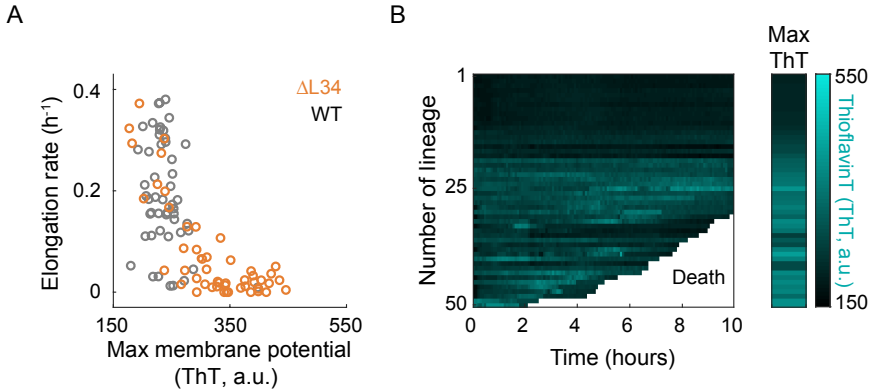 A
Elongation rate (h⁻¹)
0.4
0.2
0
150
350
550
Max membrane potential
(ThT, a.u.)
ΔL34
WT
B
Number of lineage
1
25
50
0
2
4
6
8
10
Time (hours)
Death
Max
ThT
550
150
ThioflavinT (ThT, a.u.)